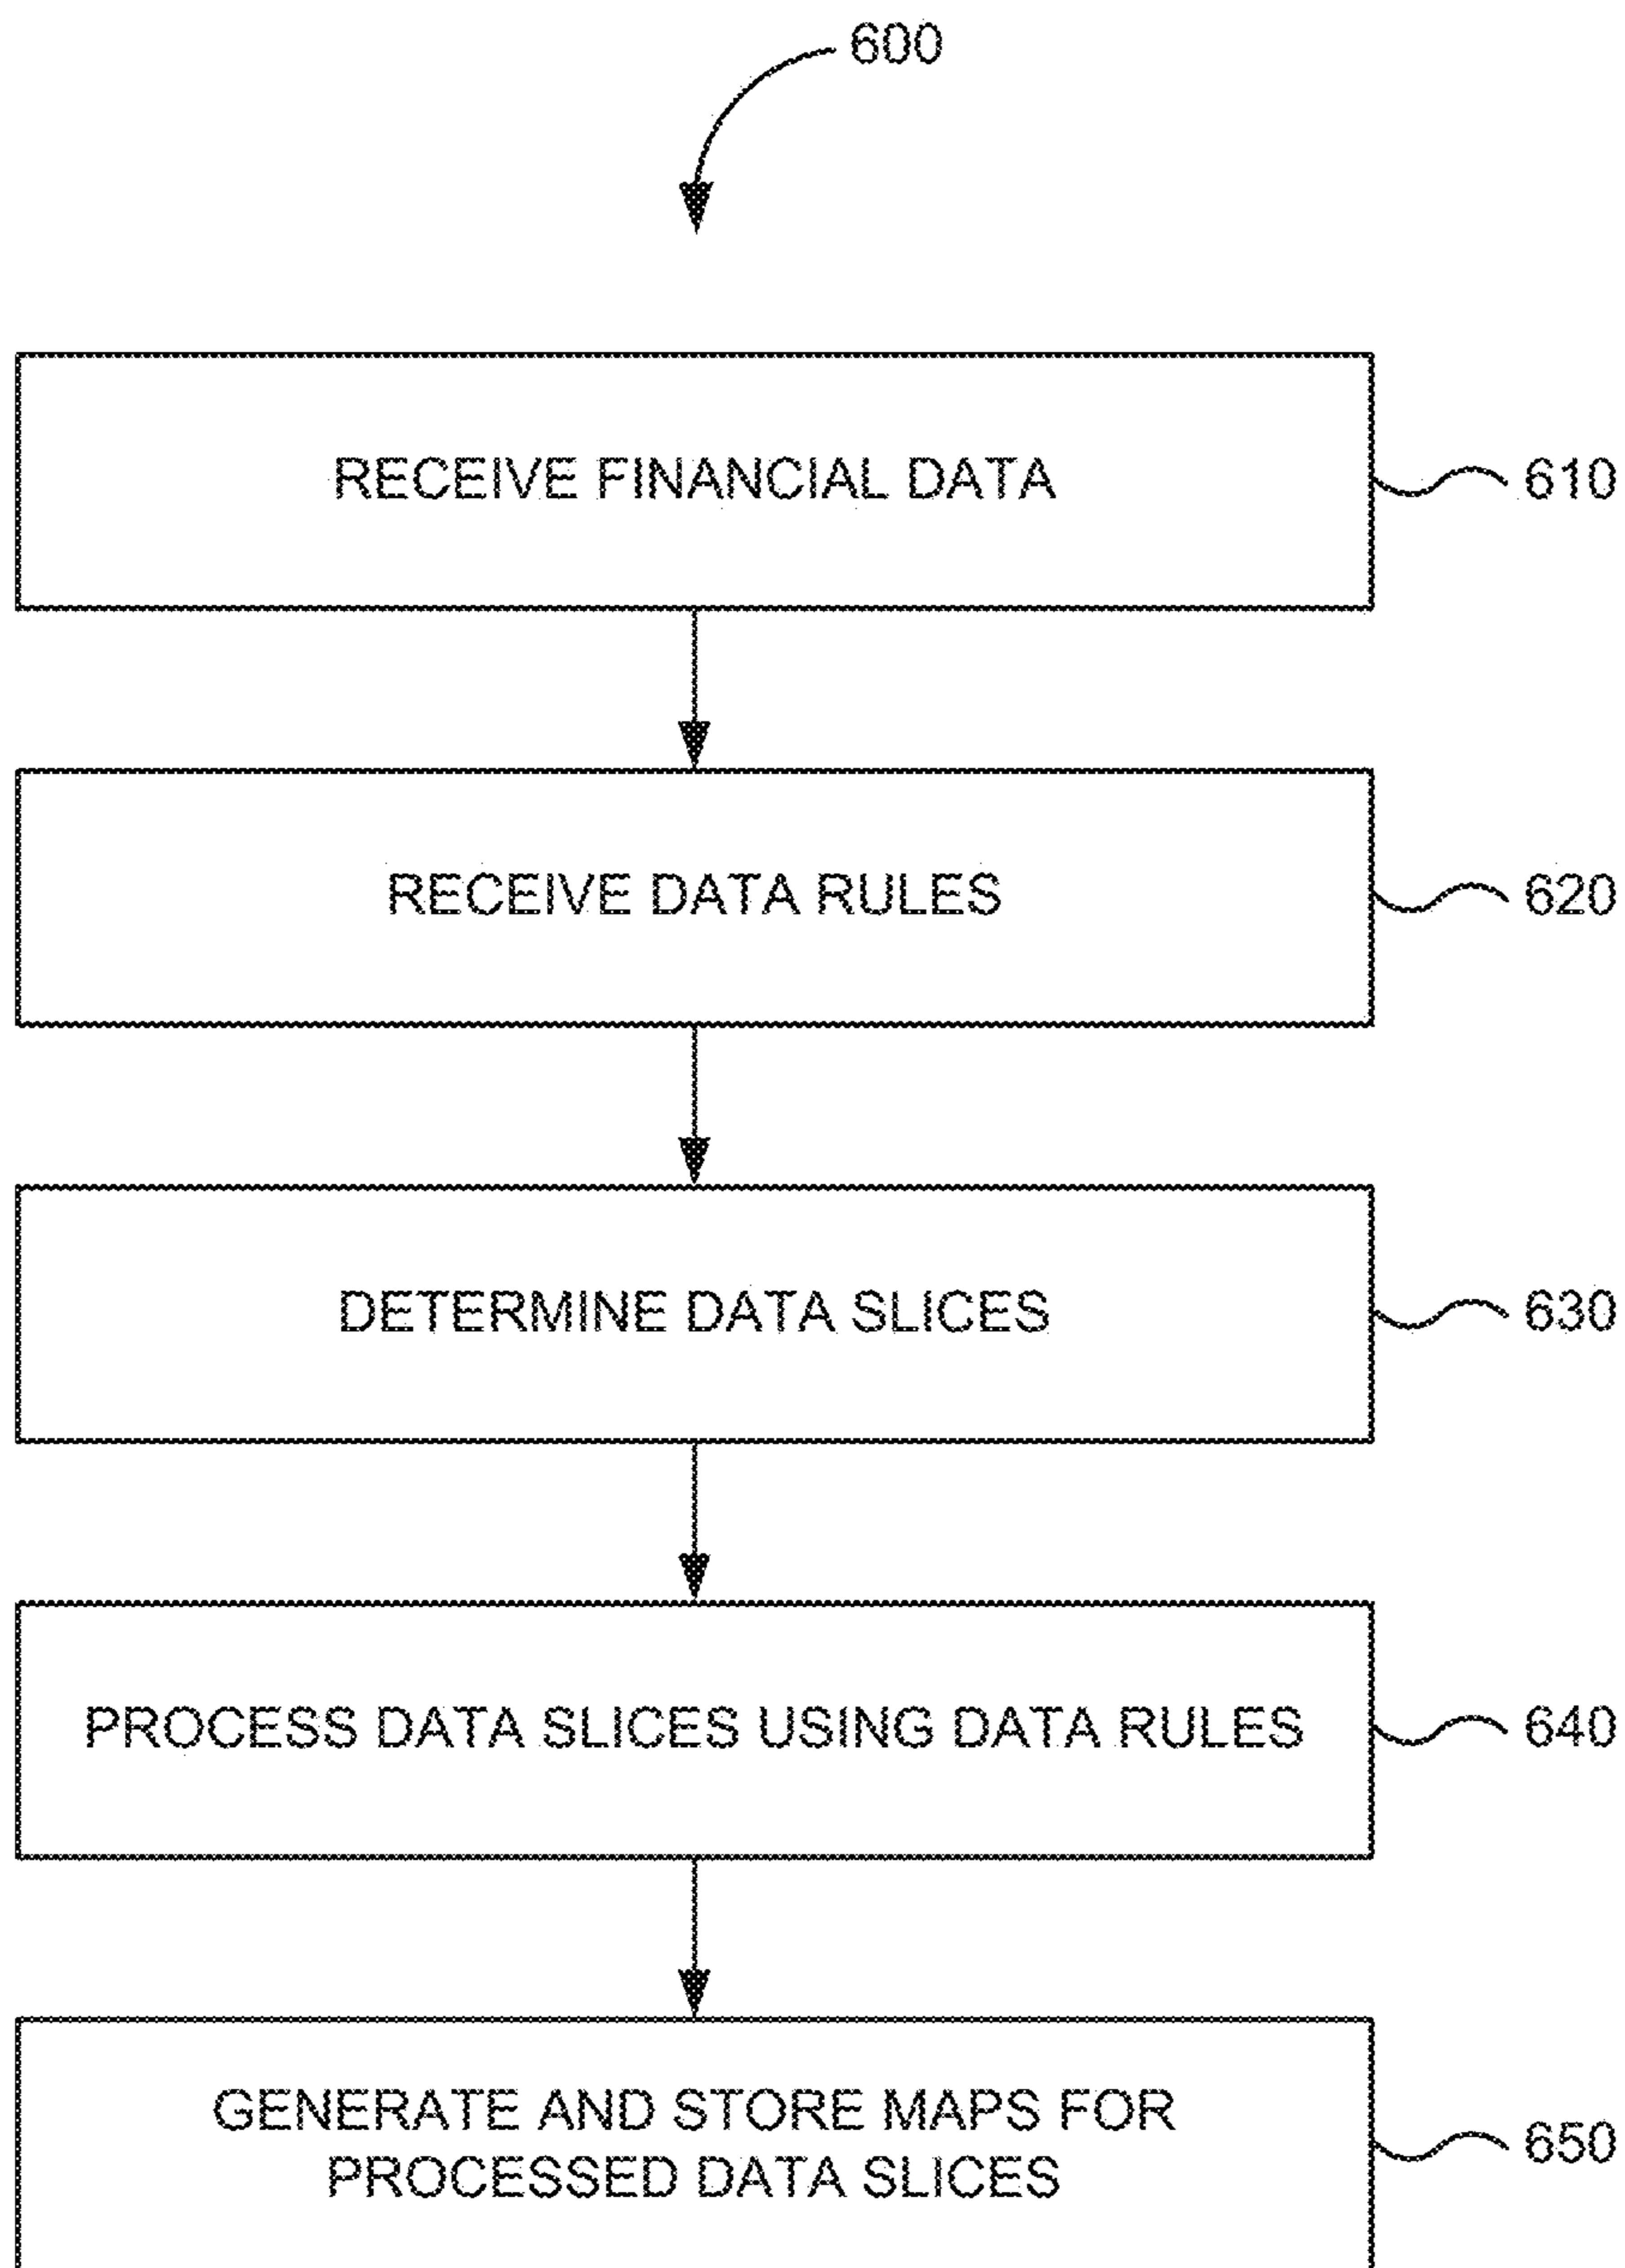 600
RECEIVE FINANCIAL DATA
610
RECEIVE DATA RULES
620
DETERMINE DATA SLICES
630
PROCESS DATA SLICES USING DATA RULES
640
GENERATE AND STORE MAPS FOR
PROCESSED DATA SLICES
650